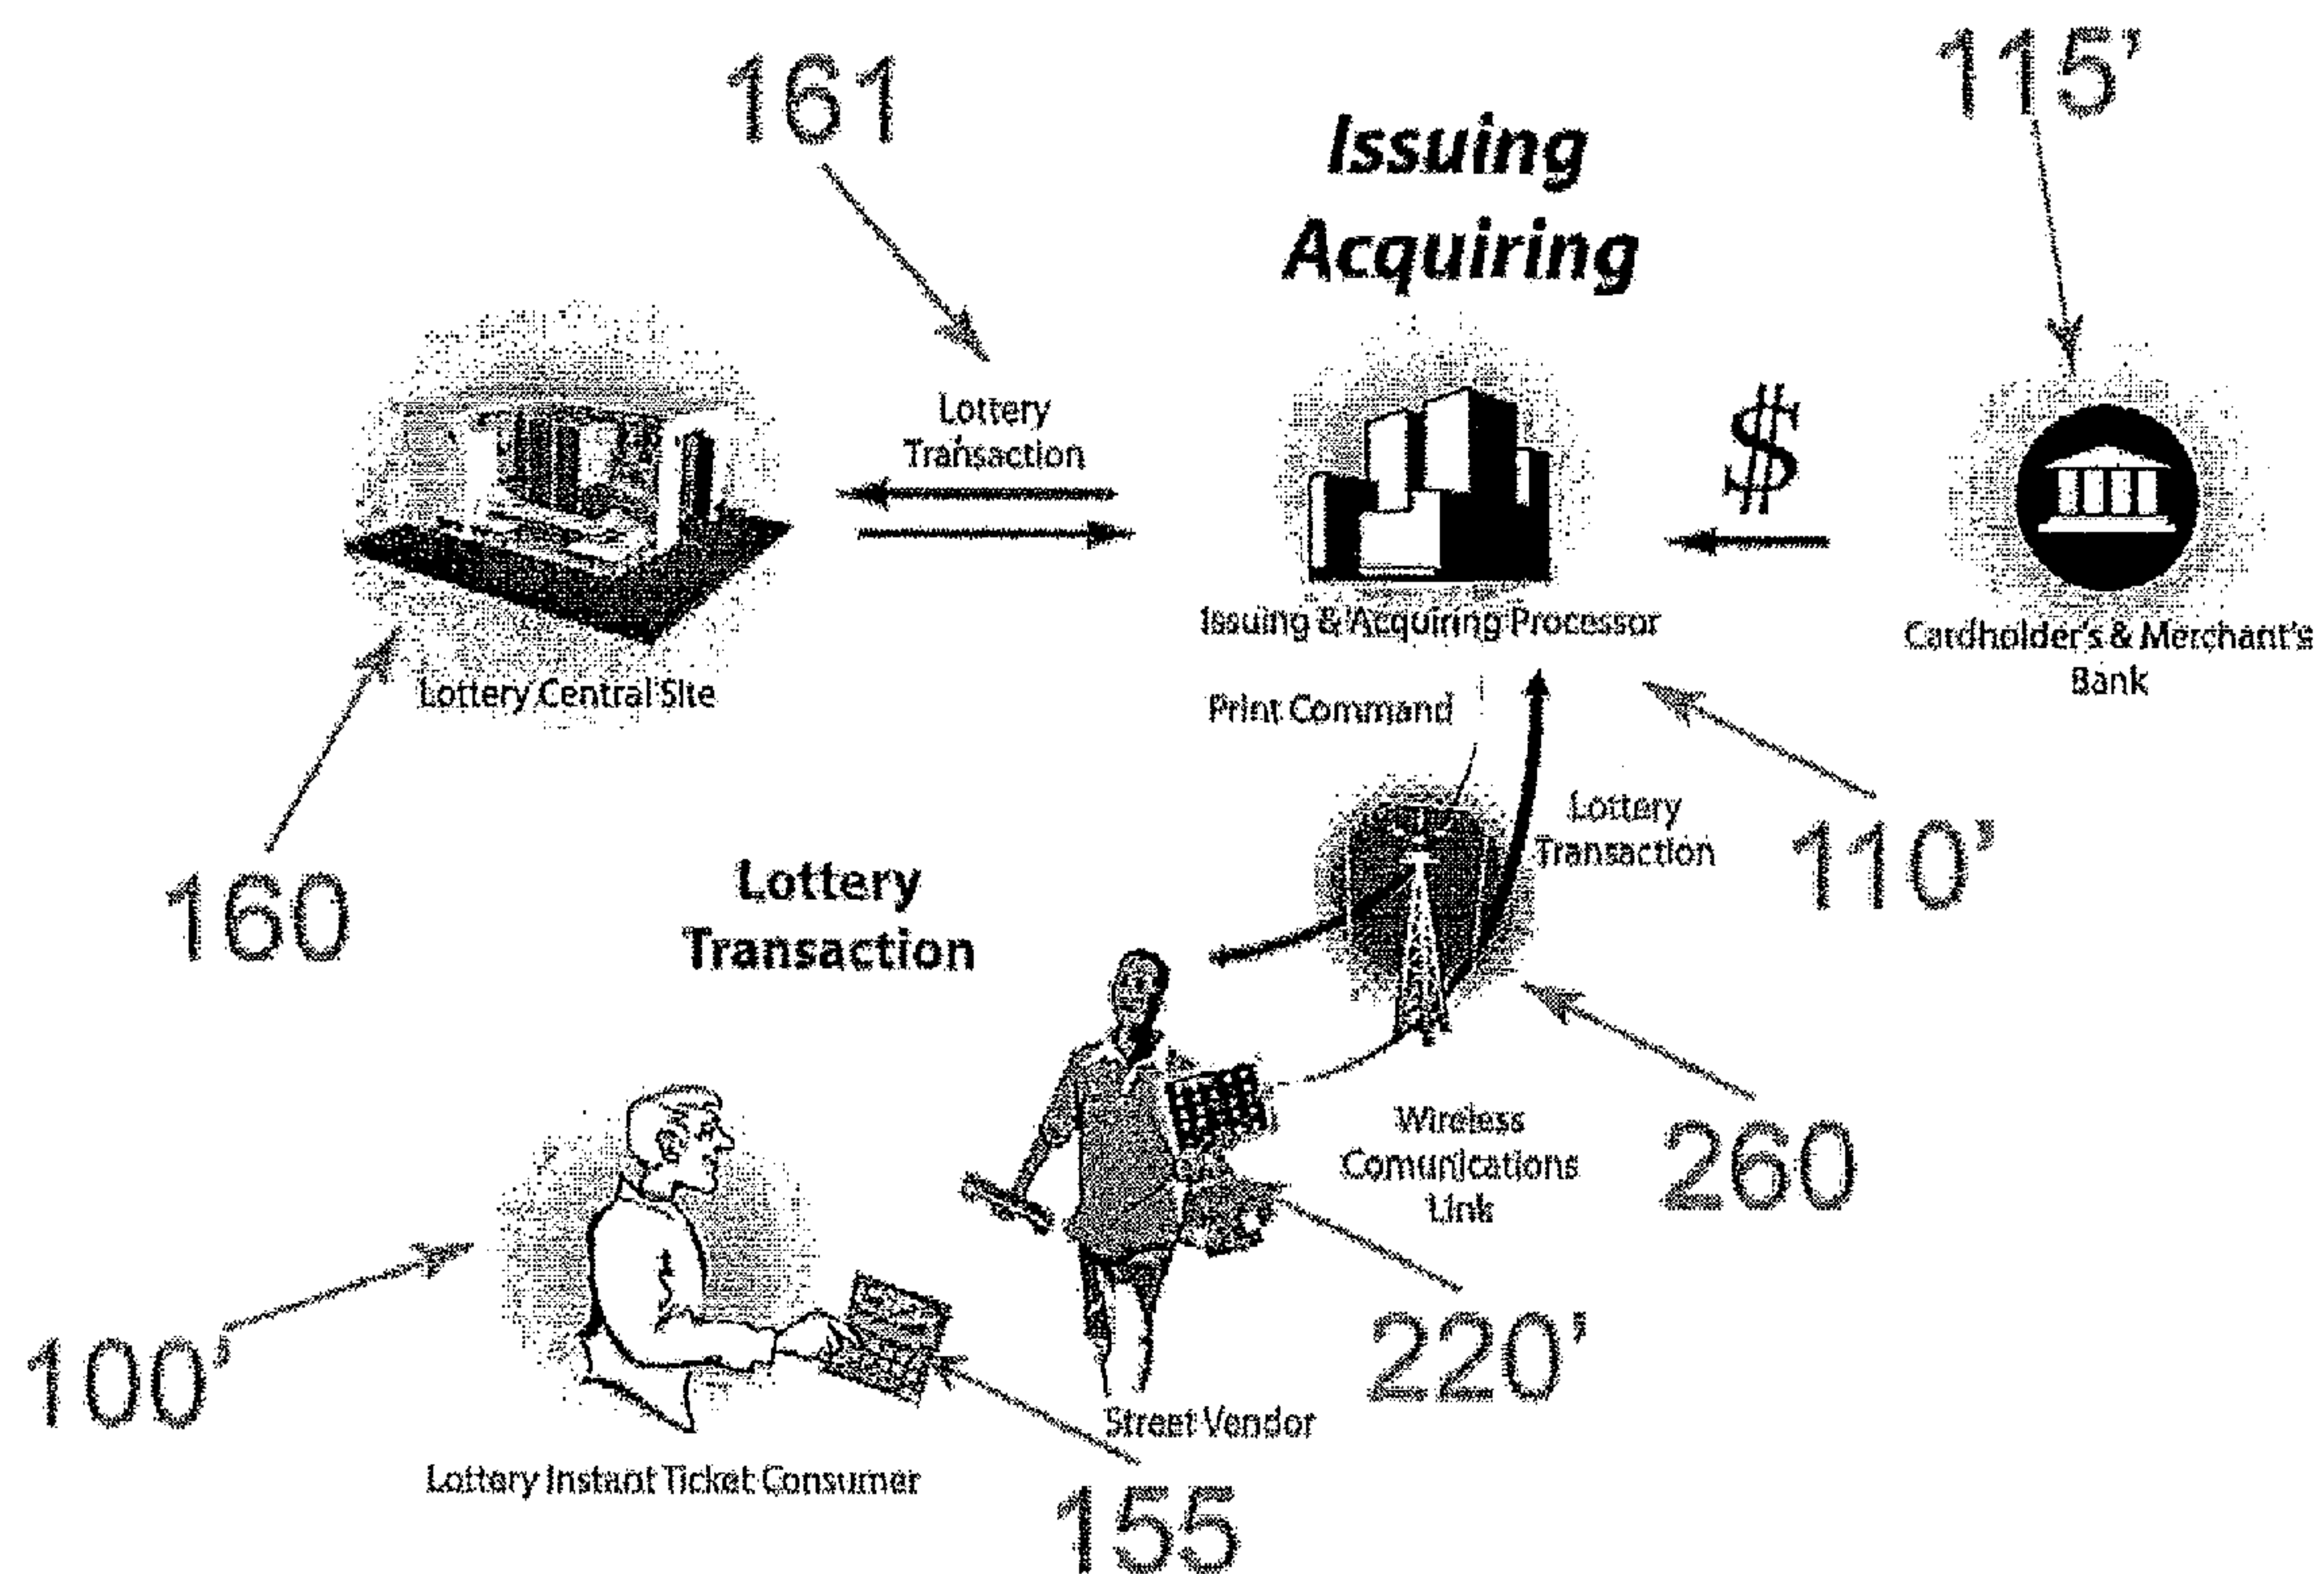 161
115'
Issuing
Acquiring
Lottery
Transaction
$
Issuing & Acquiring Processor
Cardholder's & Merchant's
Bank
Lottery Central Site
Print Command
Lottery
Transaction
110'
160
Lottery
Transaction
260
Wireless
Comunications
Link
220'
100'
Street Vendor
Lottery Instant Ticket Consumer
155